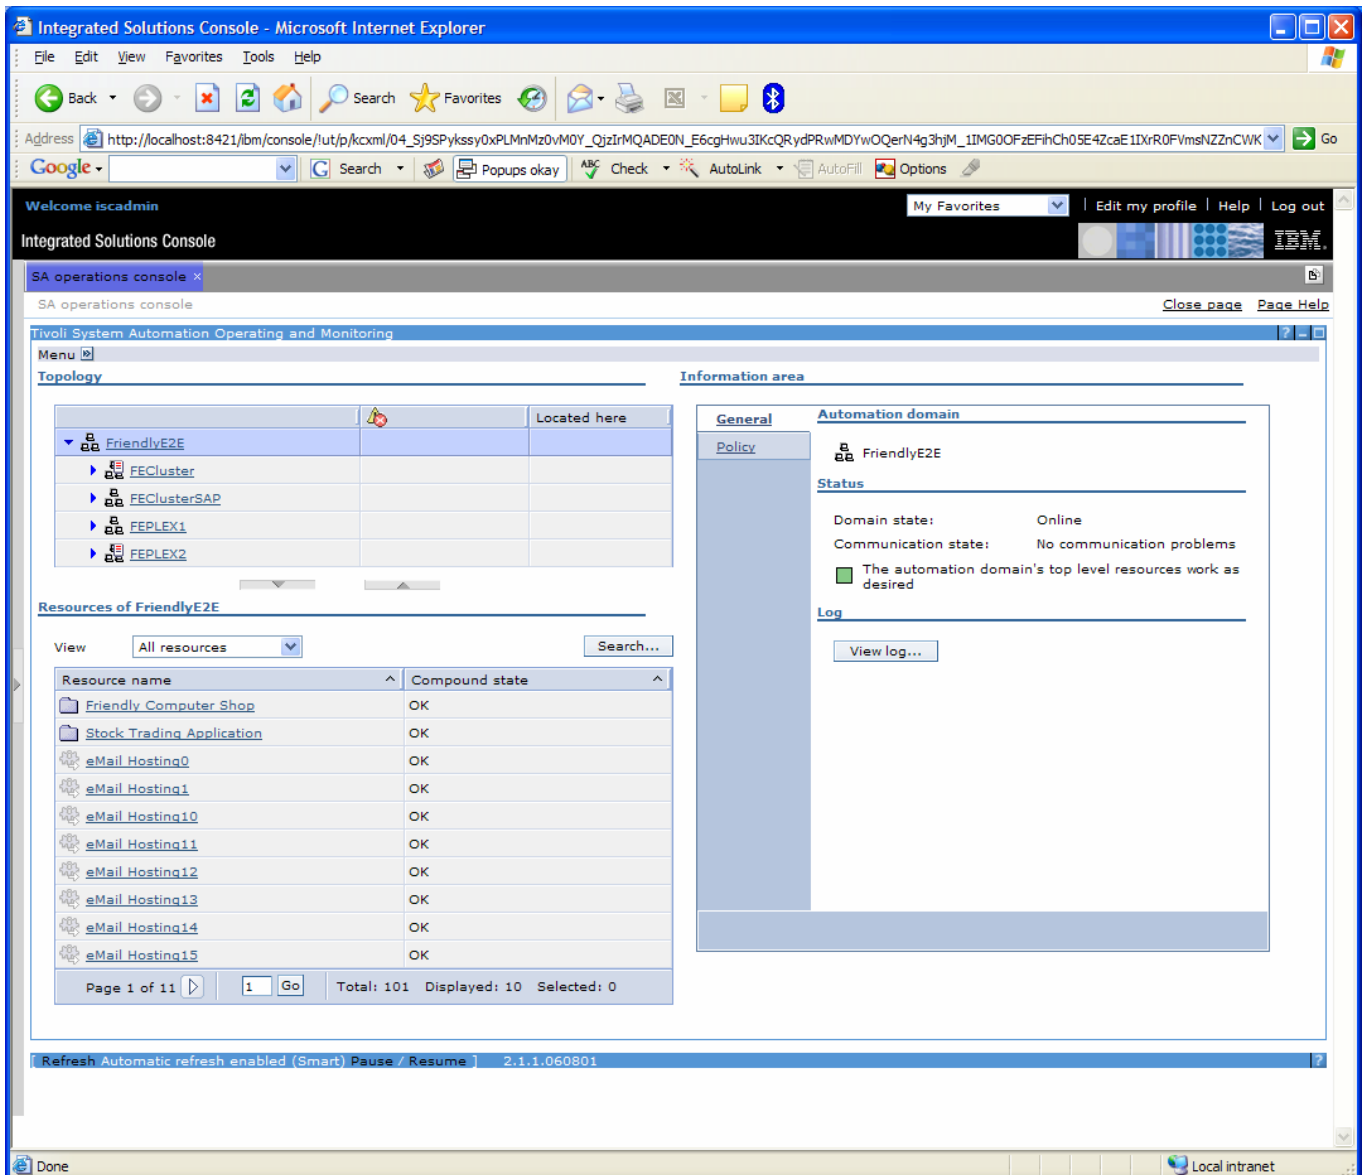 Integrated Solutions Console - Microsoft Internet Explorer
File Edit View Favorites Tools Help
Back Search Favorites
Address http://localhost:8421/ibm/console/!ut/p/kcxml/04_Sj9SPykssy0xPLMnMz0vM0Y_QjzIrMQADE0N_E6cgHwu3IKcQRydPRwMDYwOQerN4g3hjM_1IMG0OFzEFihCh05E4ZcaE1IXrR0FVmsNZZnCWK Go
Google Search Popups okay ABC Check AutoLink AutoFill Options
Welcome iscadmin My Favorites Edit my profile Help Log out
Integrated Solutions Console IBM.
SA operations console ×
SA operations console Close page Page Help
Tivoli System Automation Operating and Monitoring ?
Menu
Topology
Located here
FriendlyE2E
FECluster
FEClusterSAP
FEPLEX1
FEPLEX2
Resources of FriendlyE2E
View All resources Search...
Resource name Compound state
Friendly Computer Shop OK
Stock Trading Application OK
eMail Hosting0 OK
eMail Hosting1 OK
eMail Hosting10 OK
eMail Hosting11 OK
eMail Hosting12 OK
eMail Hosting13 OK
eMail Hosting14 OK
eMail Hosting15 OK
Page 1 of 11 1 Go Total: 101 Displayed: 10 Selected: 0
Information area
General
Policy
Automation domain
FriendlyE2E
Status
Domain state: Online
Communication state: No communication problems
The automation domain's top level resources work as
desired
Log
View log...
[ Refresh Automatic refresh enabled (Smart) Pause / Resume ] 2.1.1.060801 ?
Done Local intranet